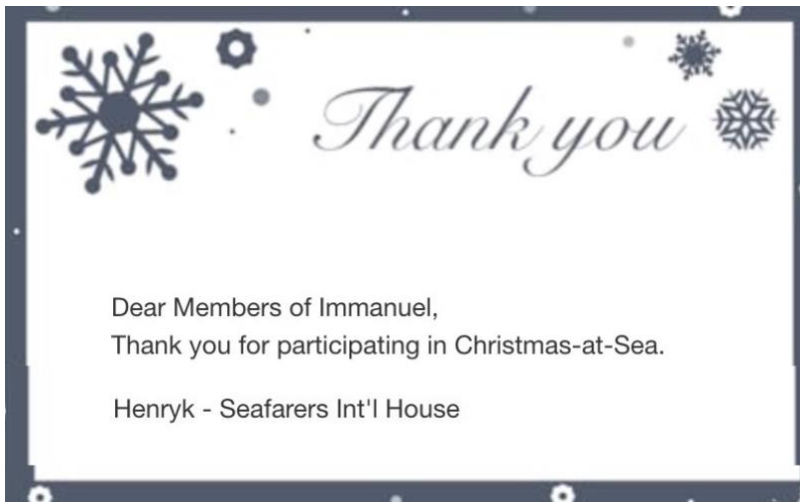 Thank you
Dear Members of Immanuel,
Thank you for participating in Christmas-at-Sea.
Henryk - Seafarers Int'l House